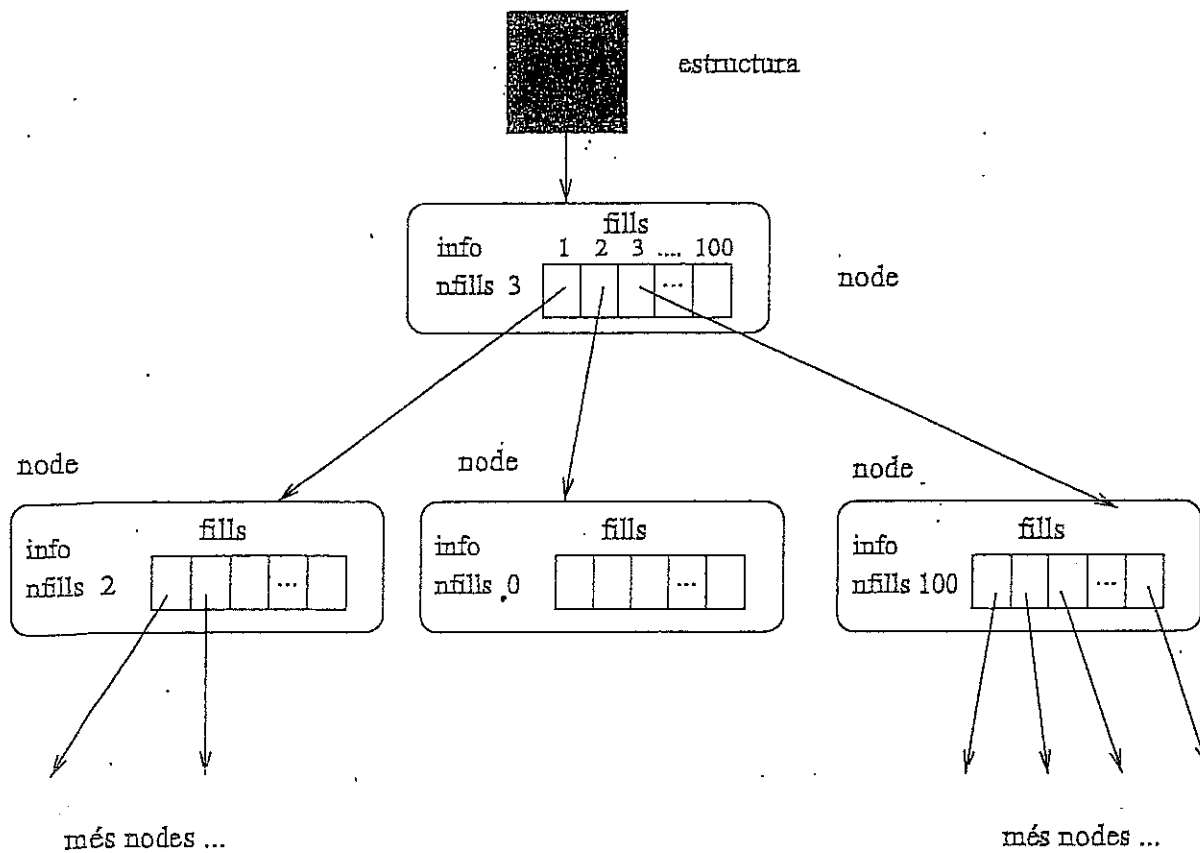 estructura
fills
info 1 2 3 .... 100
nfills 3 ...
node
node
node
node
fills
info
nfills 2 ...
fills
info
nfills 0 ...
fills
info
nfills 100 ...
més nodes ...
més nodes ...